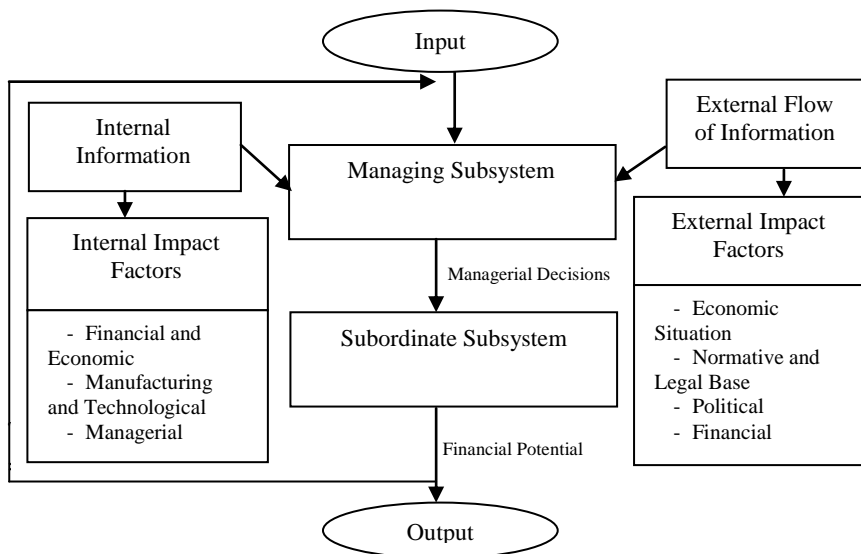 Input
Internal
Information
External Flow
of Information
Managing Subsystem
Internal Impact
Factors
External Impact
Factors
Managerial Decisions
- Financial and
Economic
- Manufacturing
and Technological
- Managerial
Subordinate Subsystem
- Economic
Situation
- Normative and
Legal Base
- Political
- Financial
Financial Potential
Output